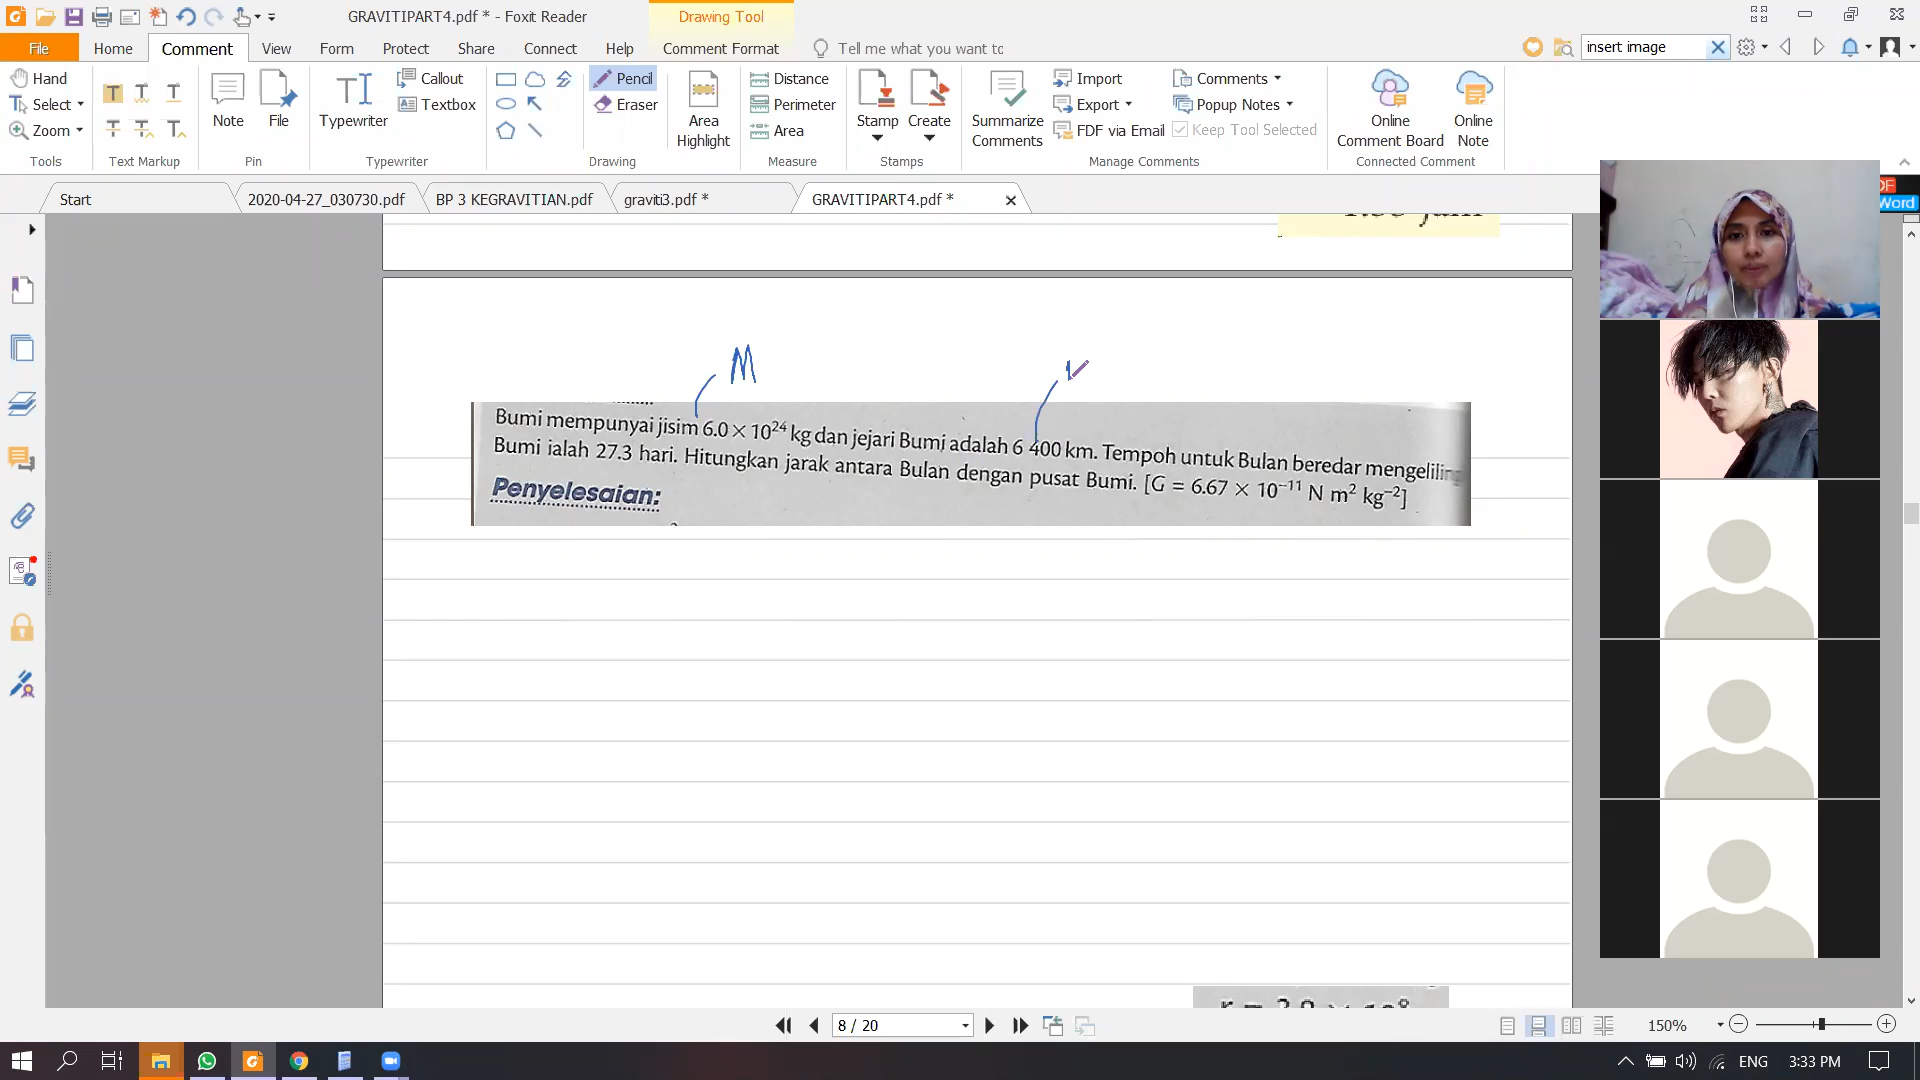 GRAVITIPART4.pdf * - Foxit Reader
Drawing Tool
File Home Comment View Form Protect Share Connect Help Comment Format Tell me what you want to
insert image
Hand
Select
Zoom
Tools
Text Markup
Note
File
Pin
Typewriter
Callout
Textbox
Typewriter
Pencil
Eraser
Drawing
Area
Highlight
Distance
Perimeter
Area
Measure
Stamp
Create
Stamps
Summarize
Comments
Import
Export
FDF via Email
Comments
Popup Notes
Keep Tool Selected
Manage Comments
Online
Comment Board
Online
Note
Connected Comment
Start
2020-04-27_030730.pdf
BP 3 KEGRAVITIAN.pdf
graviti3.pdf *
GRAVITIPART4.pdf *
Word
M
Bumi mempunyai jisim 6.0 × 10²⁴ kg dan jejari Bumi adalah 6 400 km. Tempoh untuk Bulan beredar mengeliling
Bumi ialah 27.3 hari. Hitungkan jarak antara Bulan dengan pusat Bumi. [G = 6.67 × 10⁻¹¹ N m² kg⁻²]
Penyelesaian:
8 / 20
150%
ENG
3:33 PM